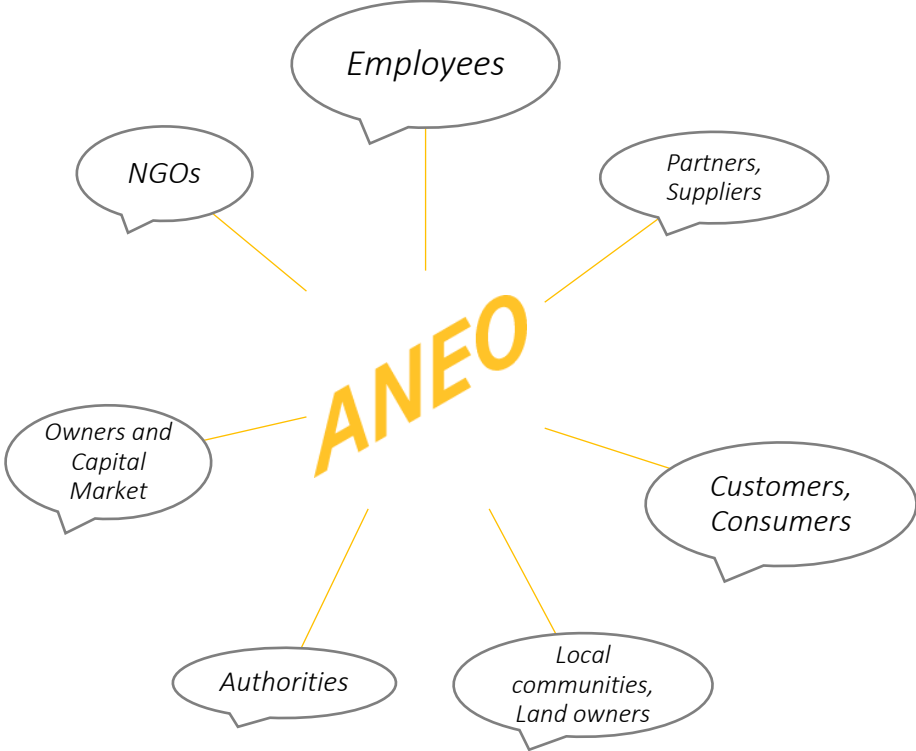 Employees
NGOs
Partners,
Suppliers
ANEO
Owners and
Capital
Market
Customers,
Consumers
Authorities
Local
communities,
Land owners